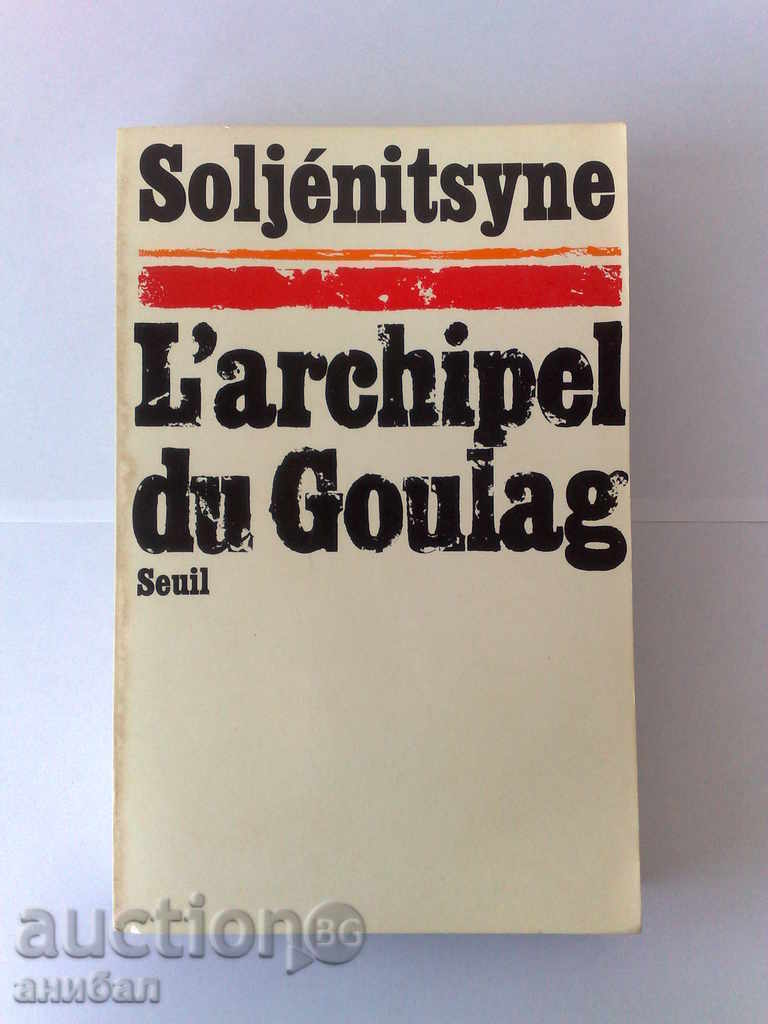 Soljénitsyne
L'archipel
du Goulag
Seuil
auction BG
анибал